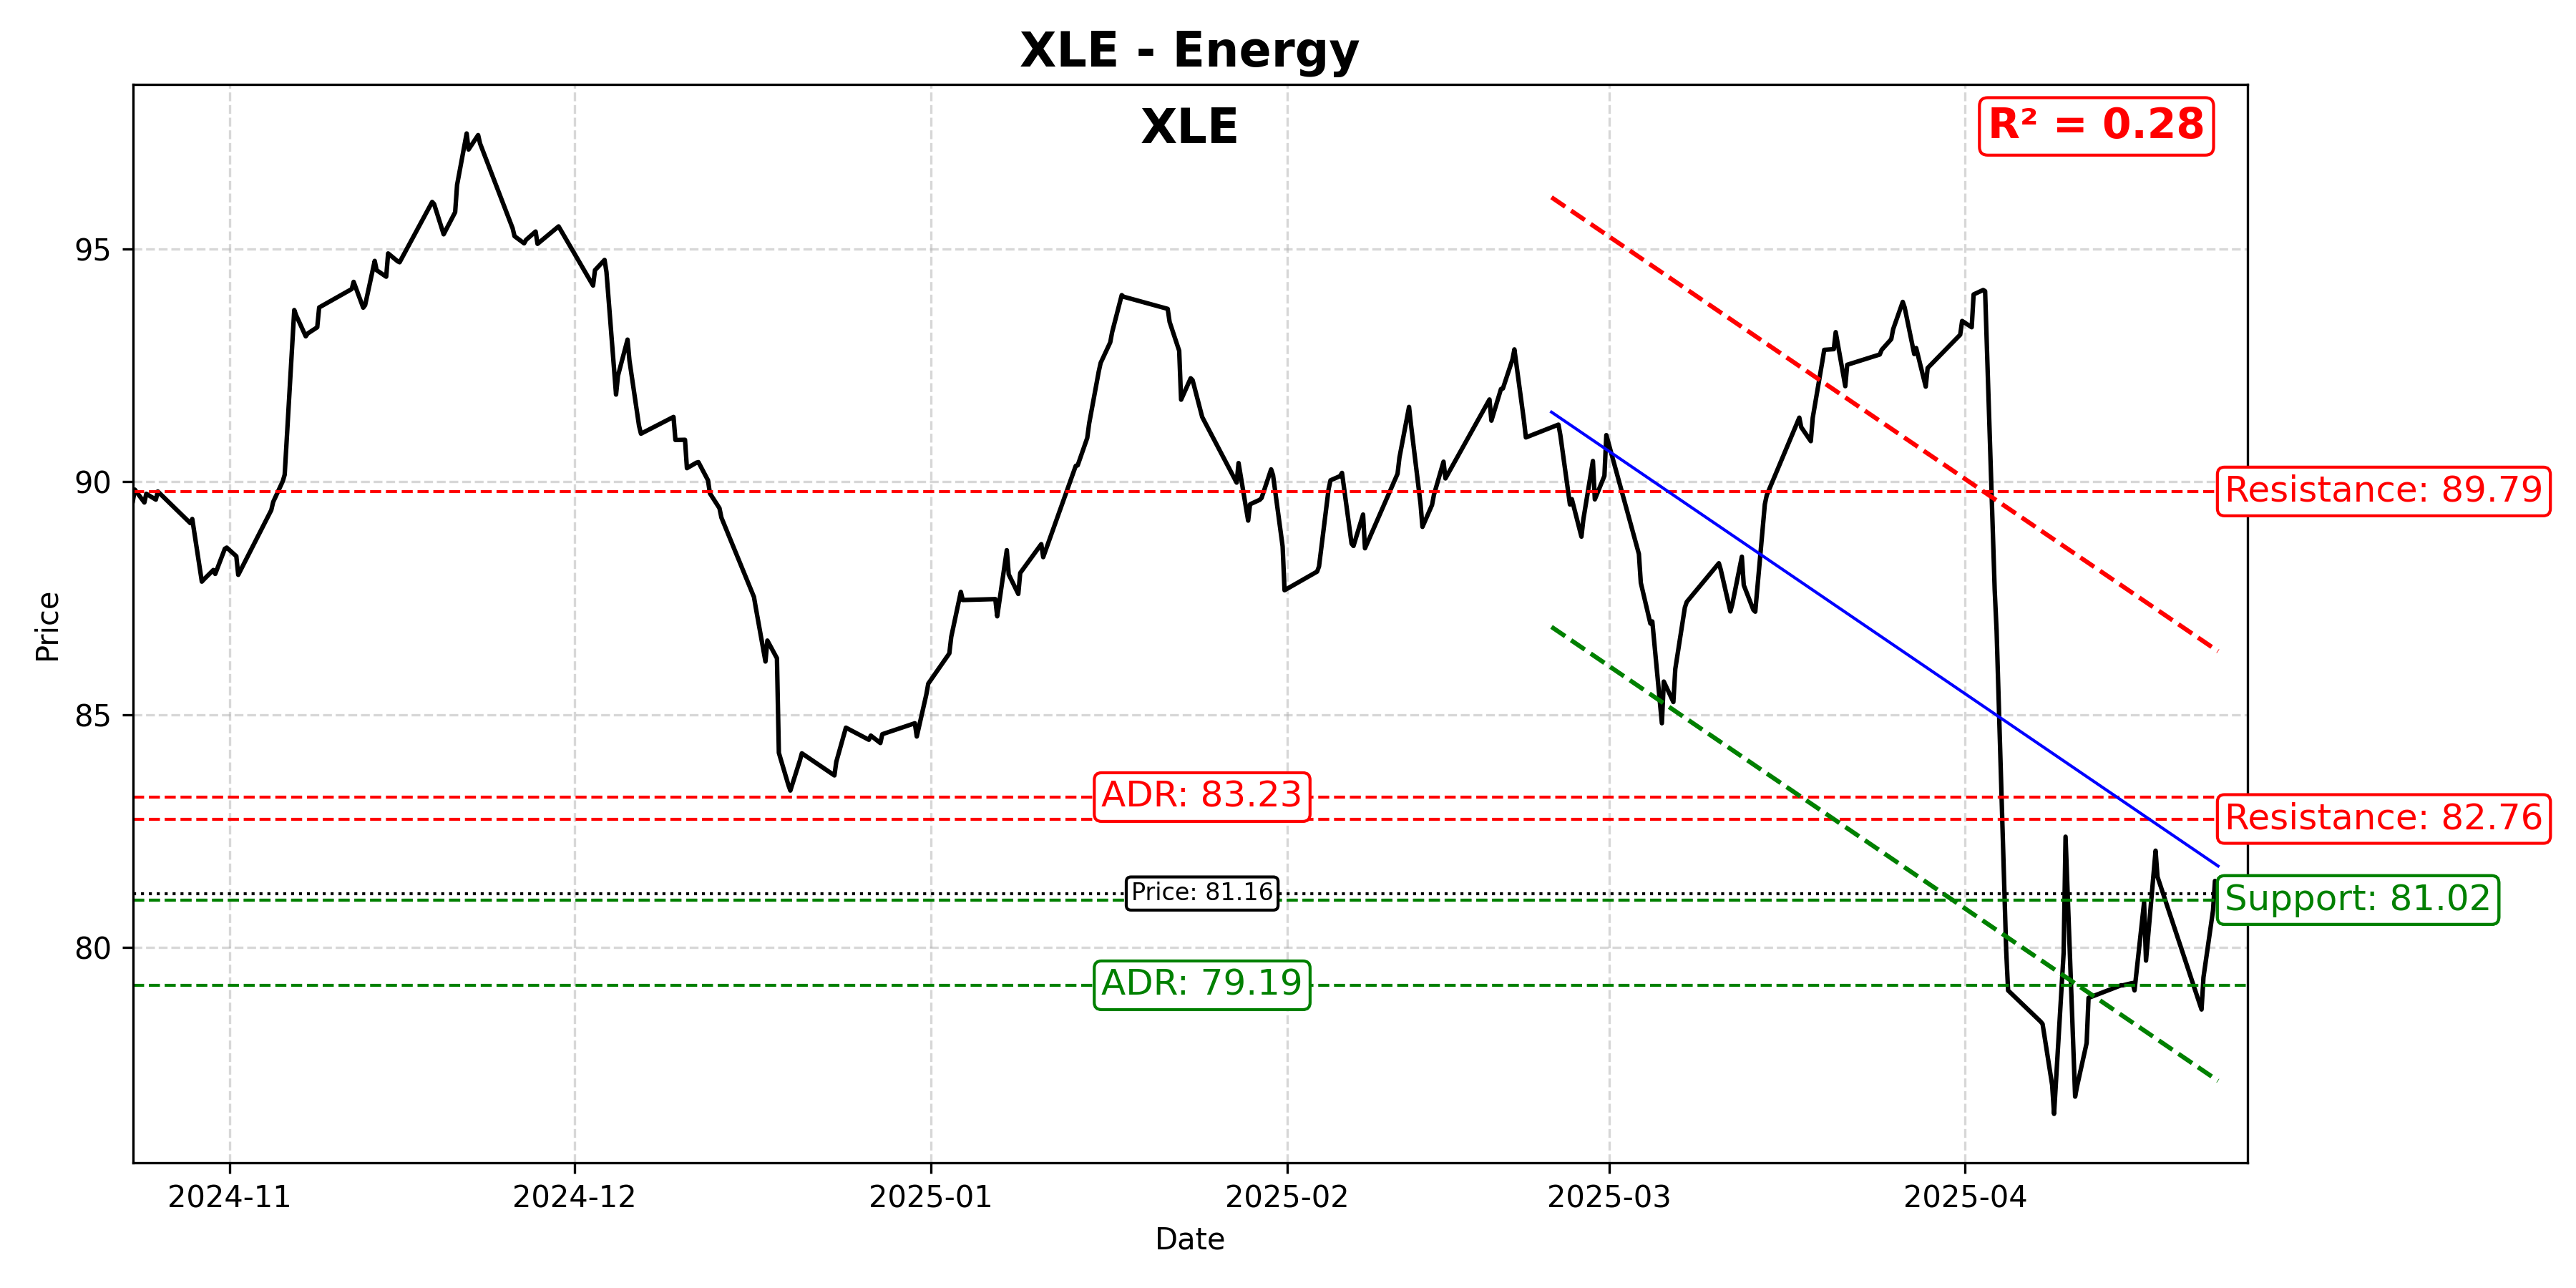 XLE - Energy
XLE
R² = 0.28
95
90
85
80
Price
Resistance: 89.79
ADR: 83.23
Resistance: 82.76
Price: 81.16
Support: 81.02
ADR: 79.19
2024-11
2024-12
2025-01
2025-02
2025-03
2025-04
Date